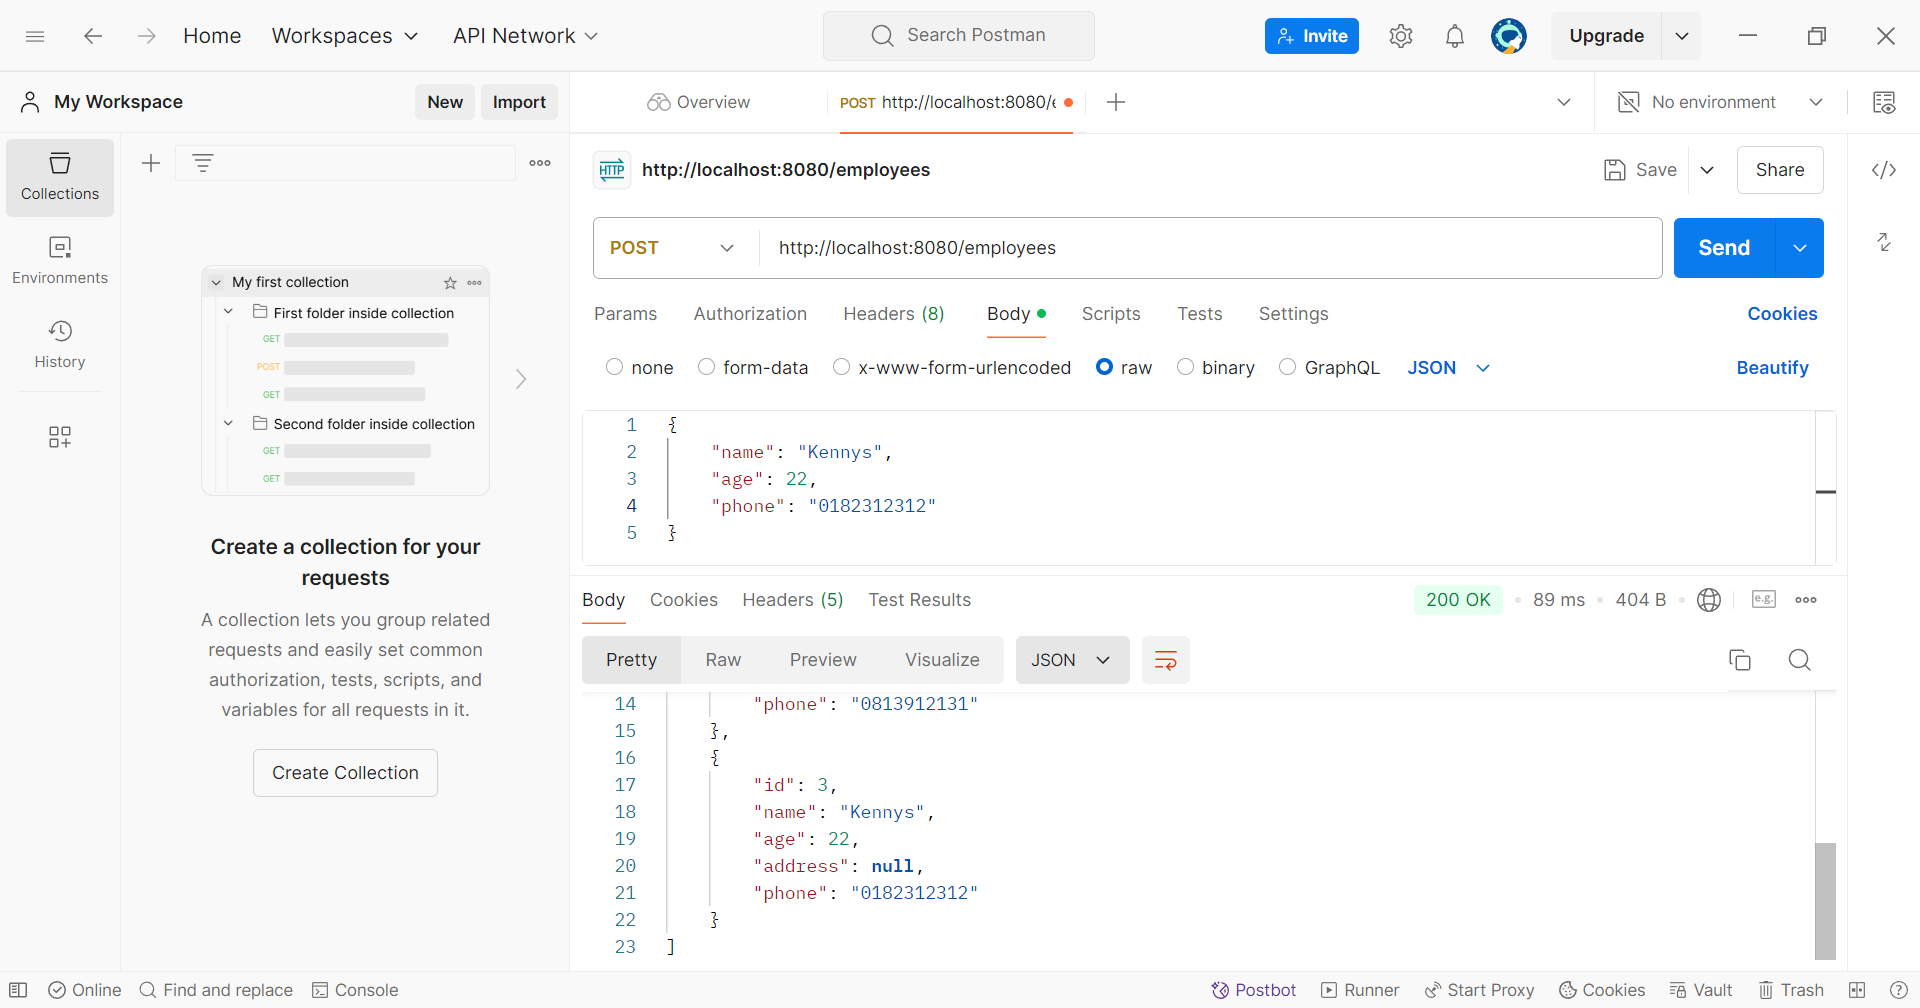 Home Workspaces API Network Search Postman Invite Upgrade
My Workspace New Import Overview POST http://localhost:8080/e No environment
Collections
Environments
History
My first collection
First folder inside collection
GET
POST
GET
Second folder inside collection
GET
GET
Create a collection for your
requests
A collection lets you group related
requests and easily set common
authorization, tests, scripts, and
variables for all requests in it.
Create Collection
HTTP http://localhost:8080/employees Save Share
POST http://localhost:8080/employees Send
Params Authorization Headers (8) Body Scripts Tests Settings Cookies
none form-data x-www-form-urlencoded raw binary GraphQL JSON Beautify
1 {
2 "name": "Kennys",
3 "age": 22,
4 "phone": "0182312312"
5 }
Body Cookies Headers (5) Test Results 200 OK • 89 ms • 404 B • e.g.
Pretty Raw Preview Visualize JSON
14 "phone": "0813912131"
15 },
16 {
17 "id": 3,
18 "name": "Kennys",
19 "age": 22,
20 "address": null,
21 "phone": "0182312312"
22 }
23 ]
Online Find and replace Console Postbot Runner Start Proxy Cookies Vault Trash